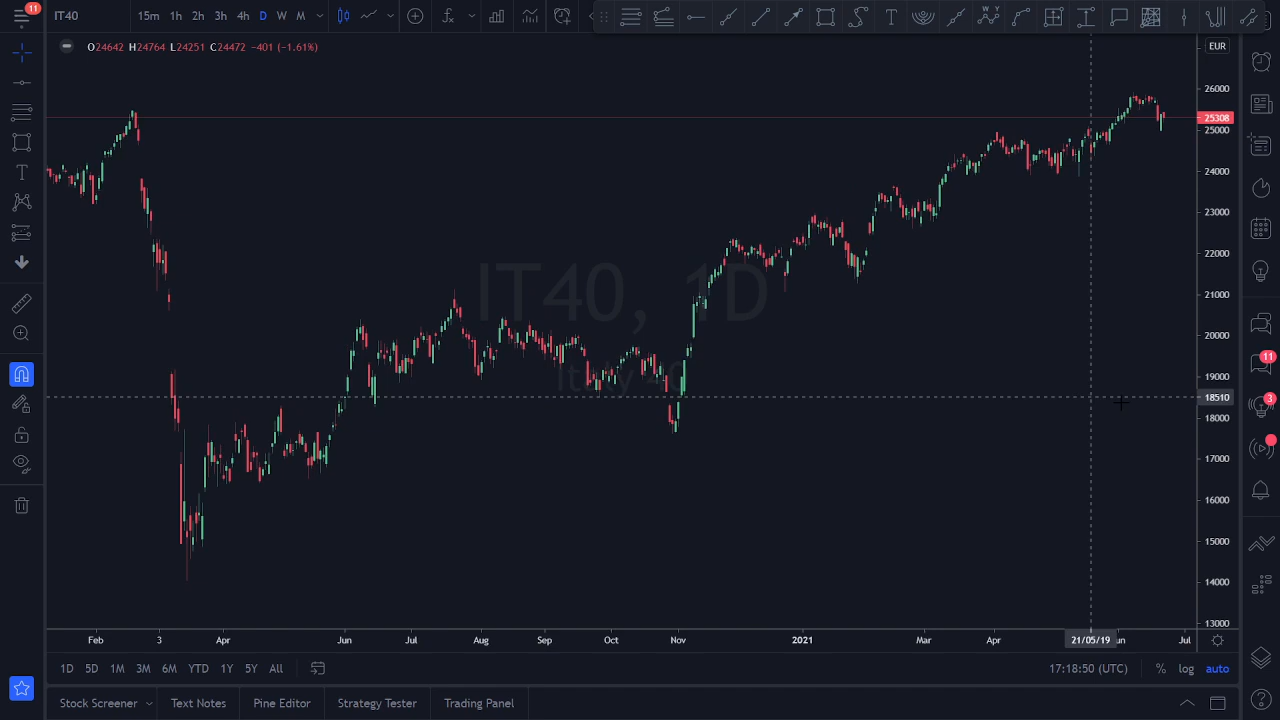 11
IT40
15m 1h 2h 3h 4h D W M
O24642 H24764 L24251 C24472 −401 (−1.61%)
EUR
IT40, 1D
Italy 40
26000
25308
25000
24000
23000
22000
21000
20000
19000
18510
18000
17000
16000
15000
14000
13000
11
3
Feb 3 Apr Jun Jul Aug Sep Oct Nov 2021 Mar Apr 21/05/19 un Jul
1D 5D 1M 3M 6M YTD 1Y 5Y All
17:18:50 (UTC) % log auto
Stock Screener Text Notes Pine Editor Strategy Tester Trading Panel